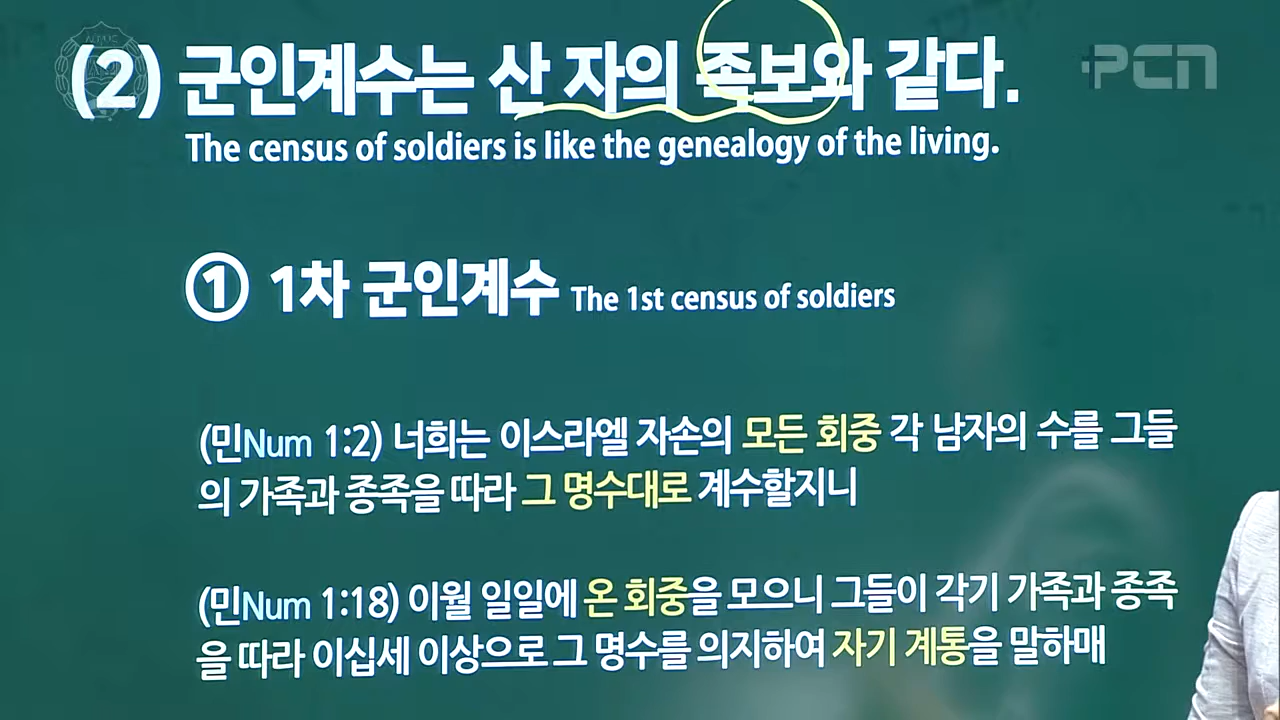 PCN
(2) 군인계수는 산 자의 족보와 같다.
The census of soldiers is like the genealogy of the living.
① 1차 군인계수 The 1st census of soldiers
(민Num 1:2) 너희는 이스라엘 자손의 모든 회중 각 남자의 수를 그들
의 가족과 종족을 따라 그 명수대로 계수할지니
(민Num 1:18) 이월 일일에 온 회중을 모으니 그들이 각기 가족과 종족
을 따라 이십세 이상으로 그 명수를 의지하여 자기 계통을 말하매